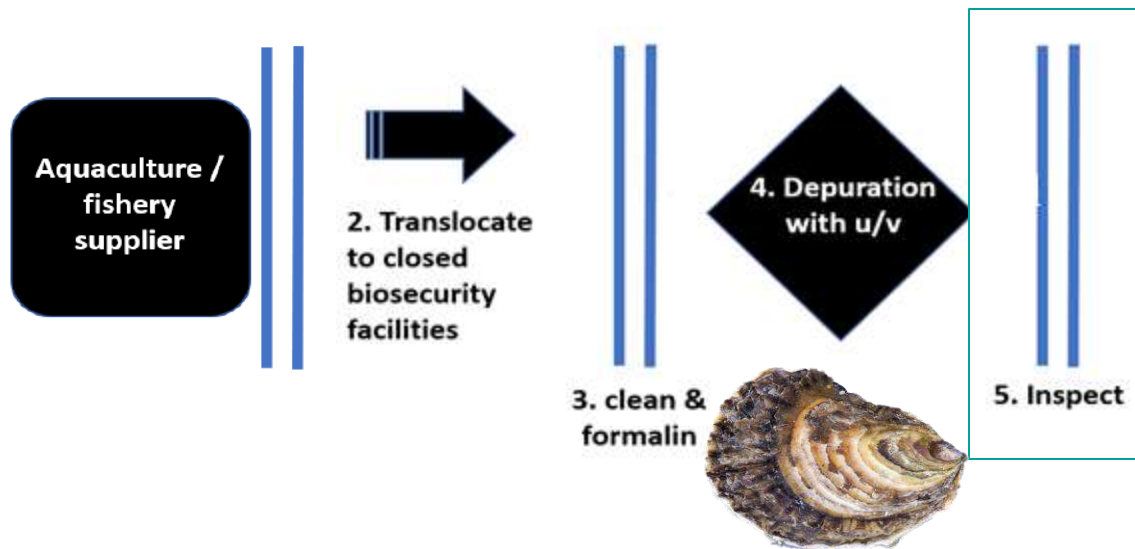 Aquaculture /
fishery
supplier
2. Translocate
to closed
biosecurity
facilities
3. clean &
formalin
4. Depuration
with u/v
5. Inspect